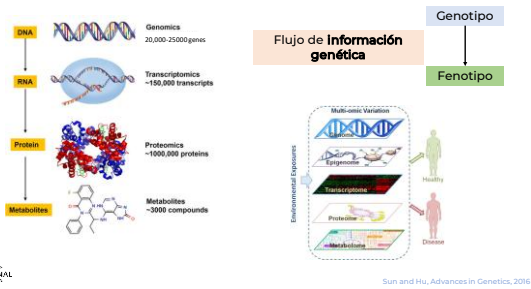 DNA
Genomics
20,000-25000 genes
RNA
Transcriptomics
~150,000 transcripts
Protein
Proteomics
~1000,000 proteins
Metabolites
Metabolites
~3000 compounds
Flujo de información
genética
Genotipo
Fenotipo
Multi-omic Variation
Environmental Exposures
Genome
Epigenome
Transcriptome
Proteome
Metabolome
Healthy
Disease
NAL
Sun and Hu, Advances in Genetics, 2016